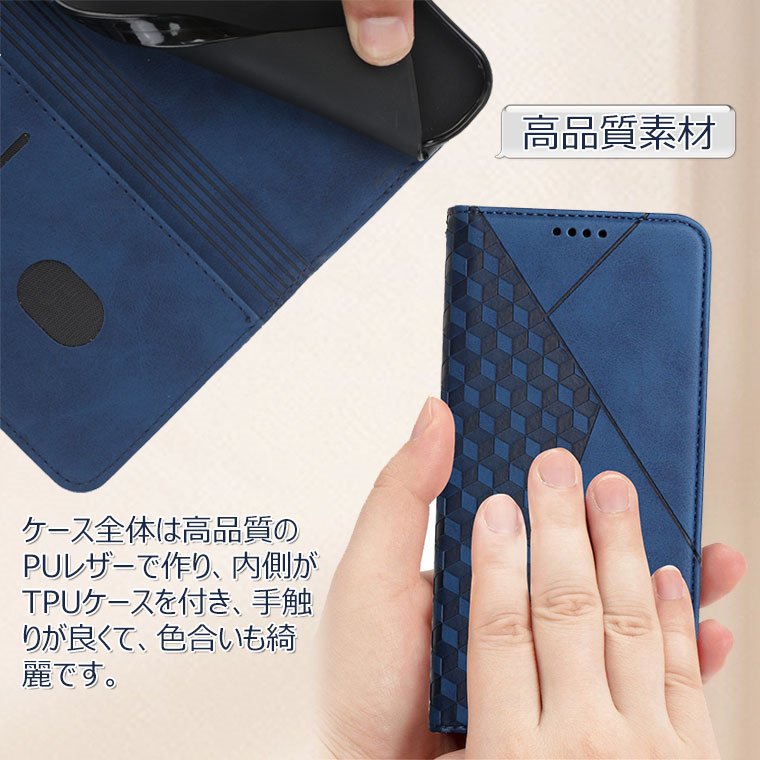 高品質素材
ケース全体は高品質の
PUレザーで作り、内側が
TPUケースを付き、手触
りが良くて、色合いも綺
麗です。